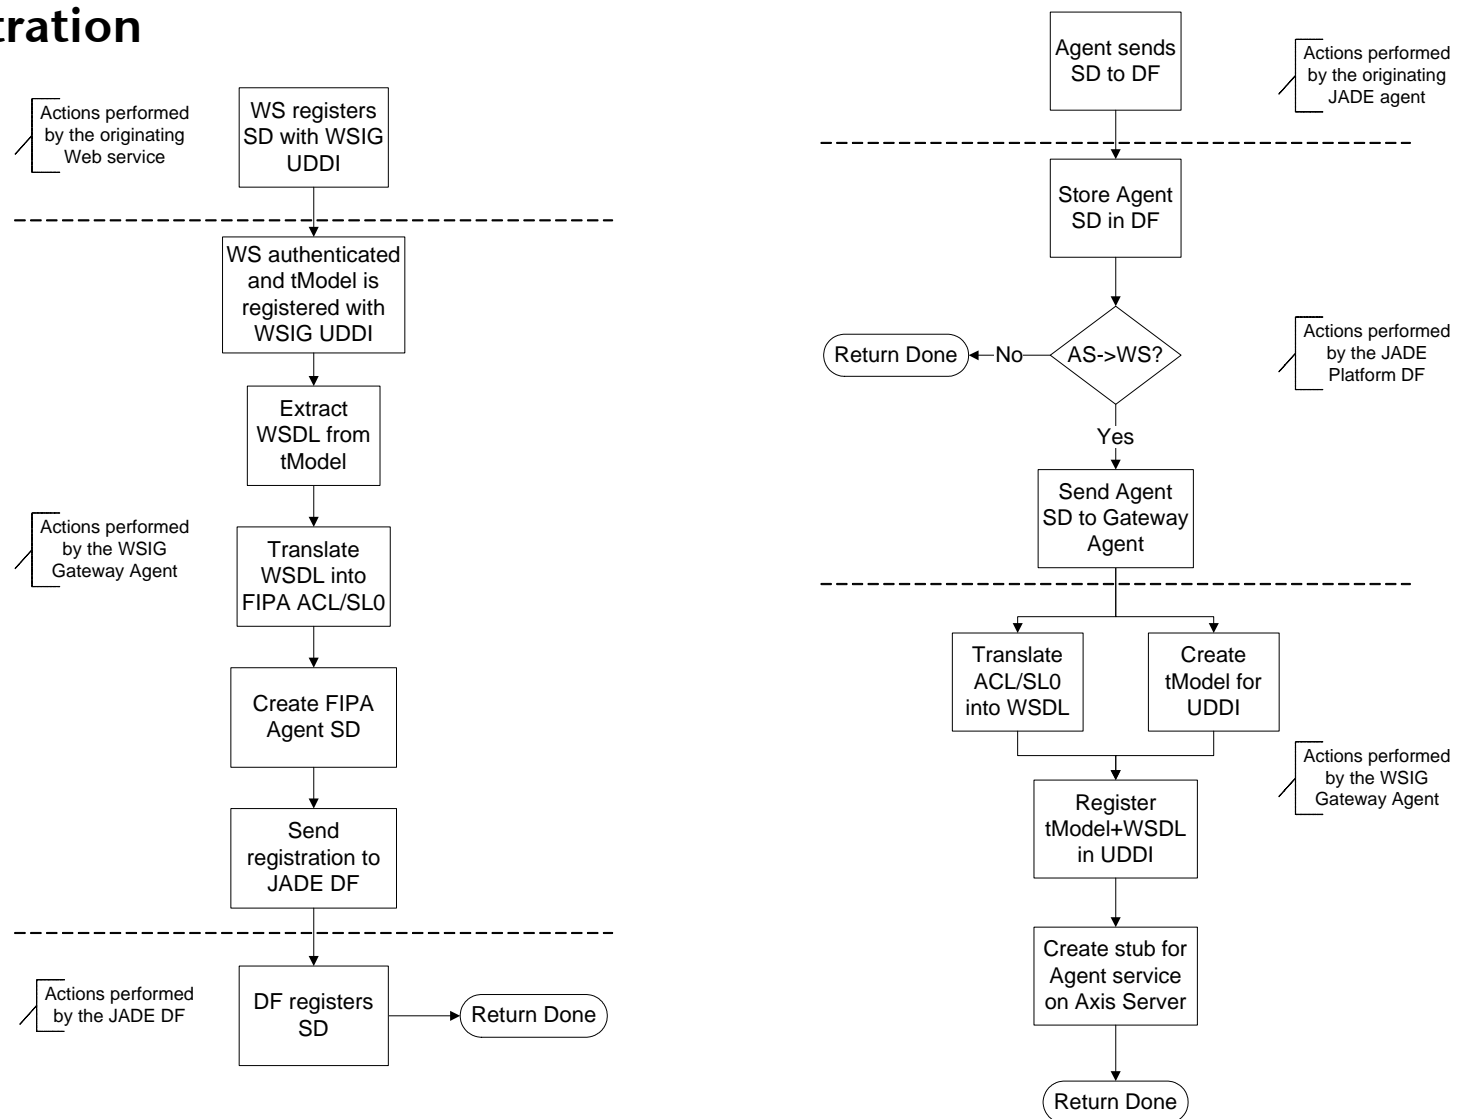 tration
Actions performed
by the originating
Web service
WS registers
SD with WSIG
UDDI
WS authenticated
and tModel is
registered with
WSIG UDDI
Extract
WSDL from
tModel
Actions performed
by the WSIG
Gateway Agent
Translate
WSDL into
FIPA ACL/SL0
Create FIPA
Agent SD
Send
registration to
JADE DF
Actions performed
by the JADE DF
DF registers
SD
Return Done
Agent sends
SD to DF
Actions performed
by the originating
JADE agent
Store Agent
SD in DF
Return Done
No
AS->WS?
Actions performed
by the JADE
Platform DF
Yes
Send Agent
SD to Gateway
Agent
Translate
ACL/SL0
into WSDL
Create
tModel for
UDDI
Actions performed
by the WSIG
Gateway Agent
Register
tModel+WSDL
in UDDI
Create stub for
Agent service
on Axis Server
Return Done